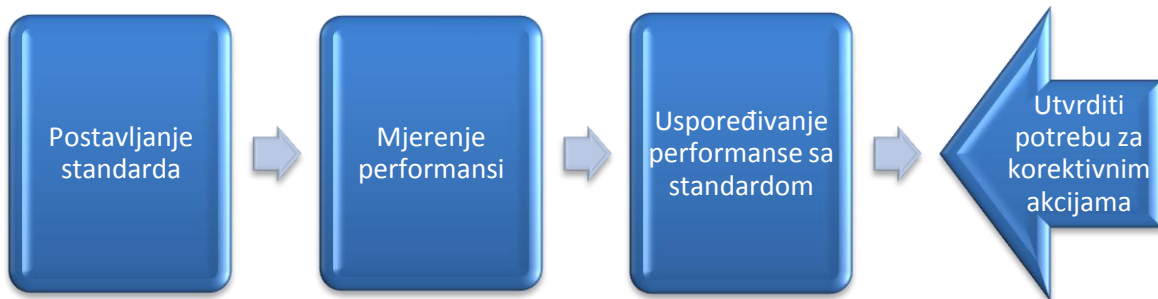 Postavljanje
standarda
Mjerenje
performansi
Uspoređivanje
performanse sa
standardom
Utvrditi
potrebu za
korektivnim
akcijama